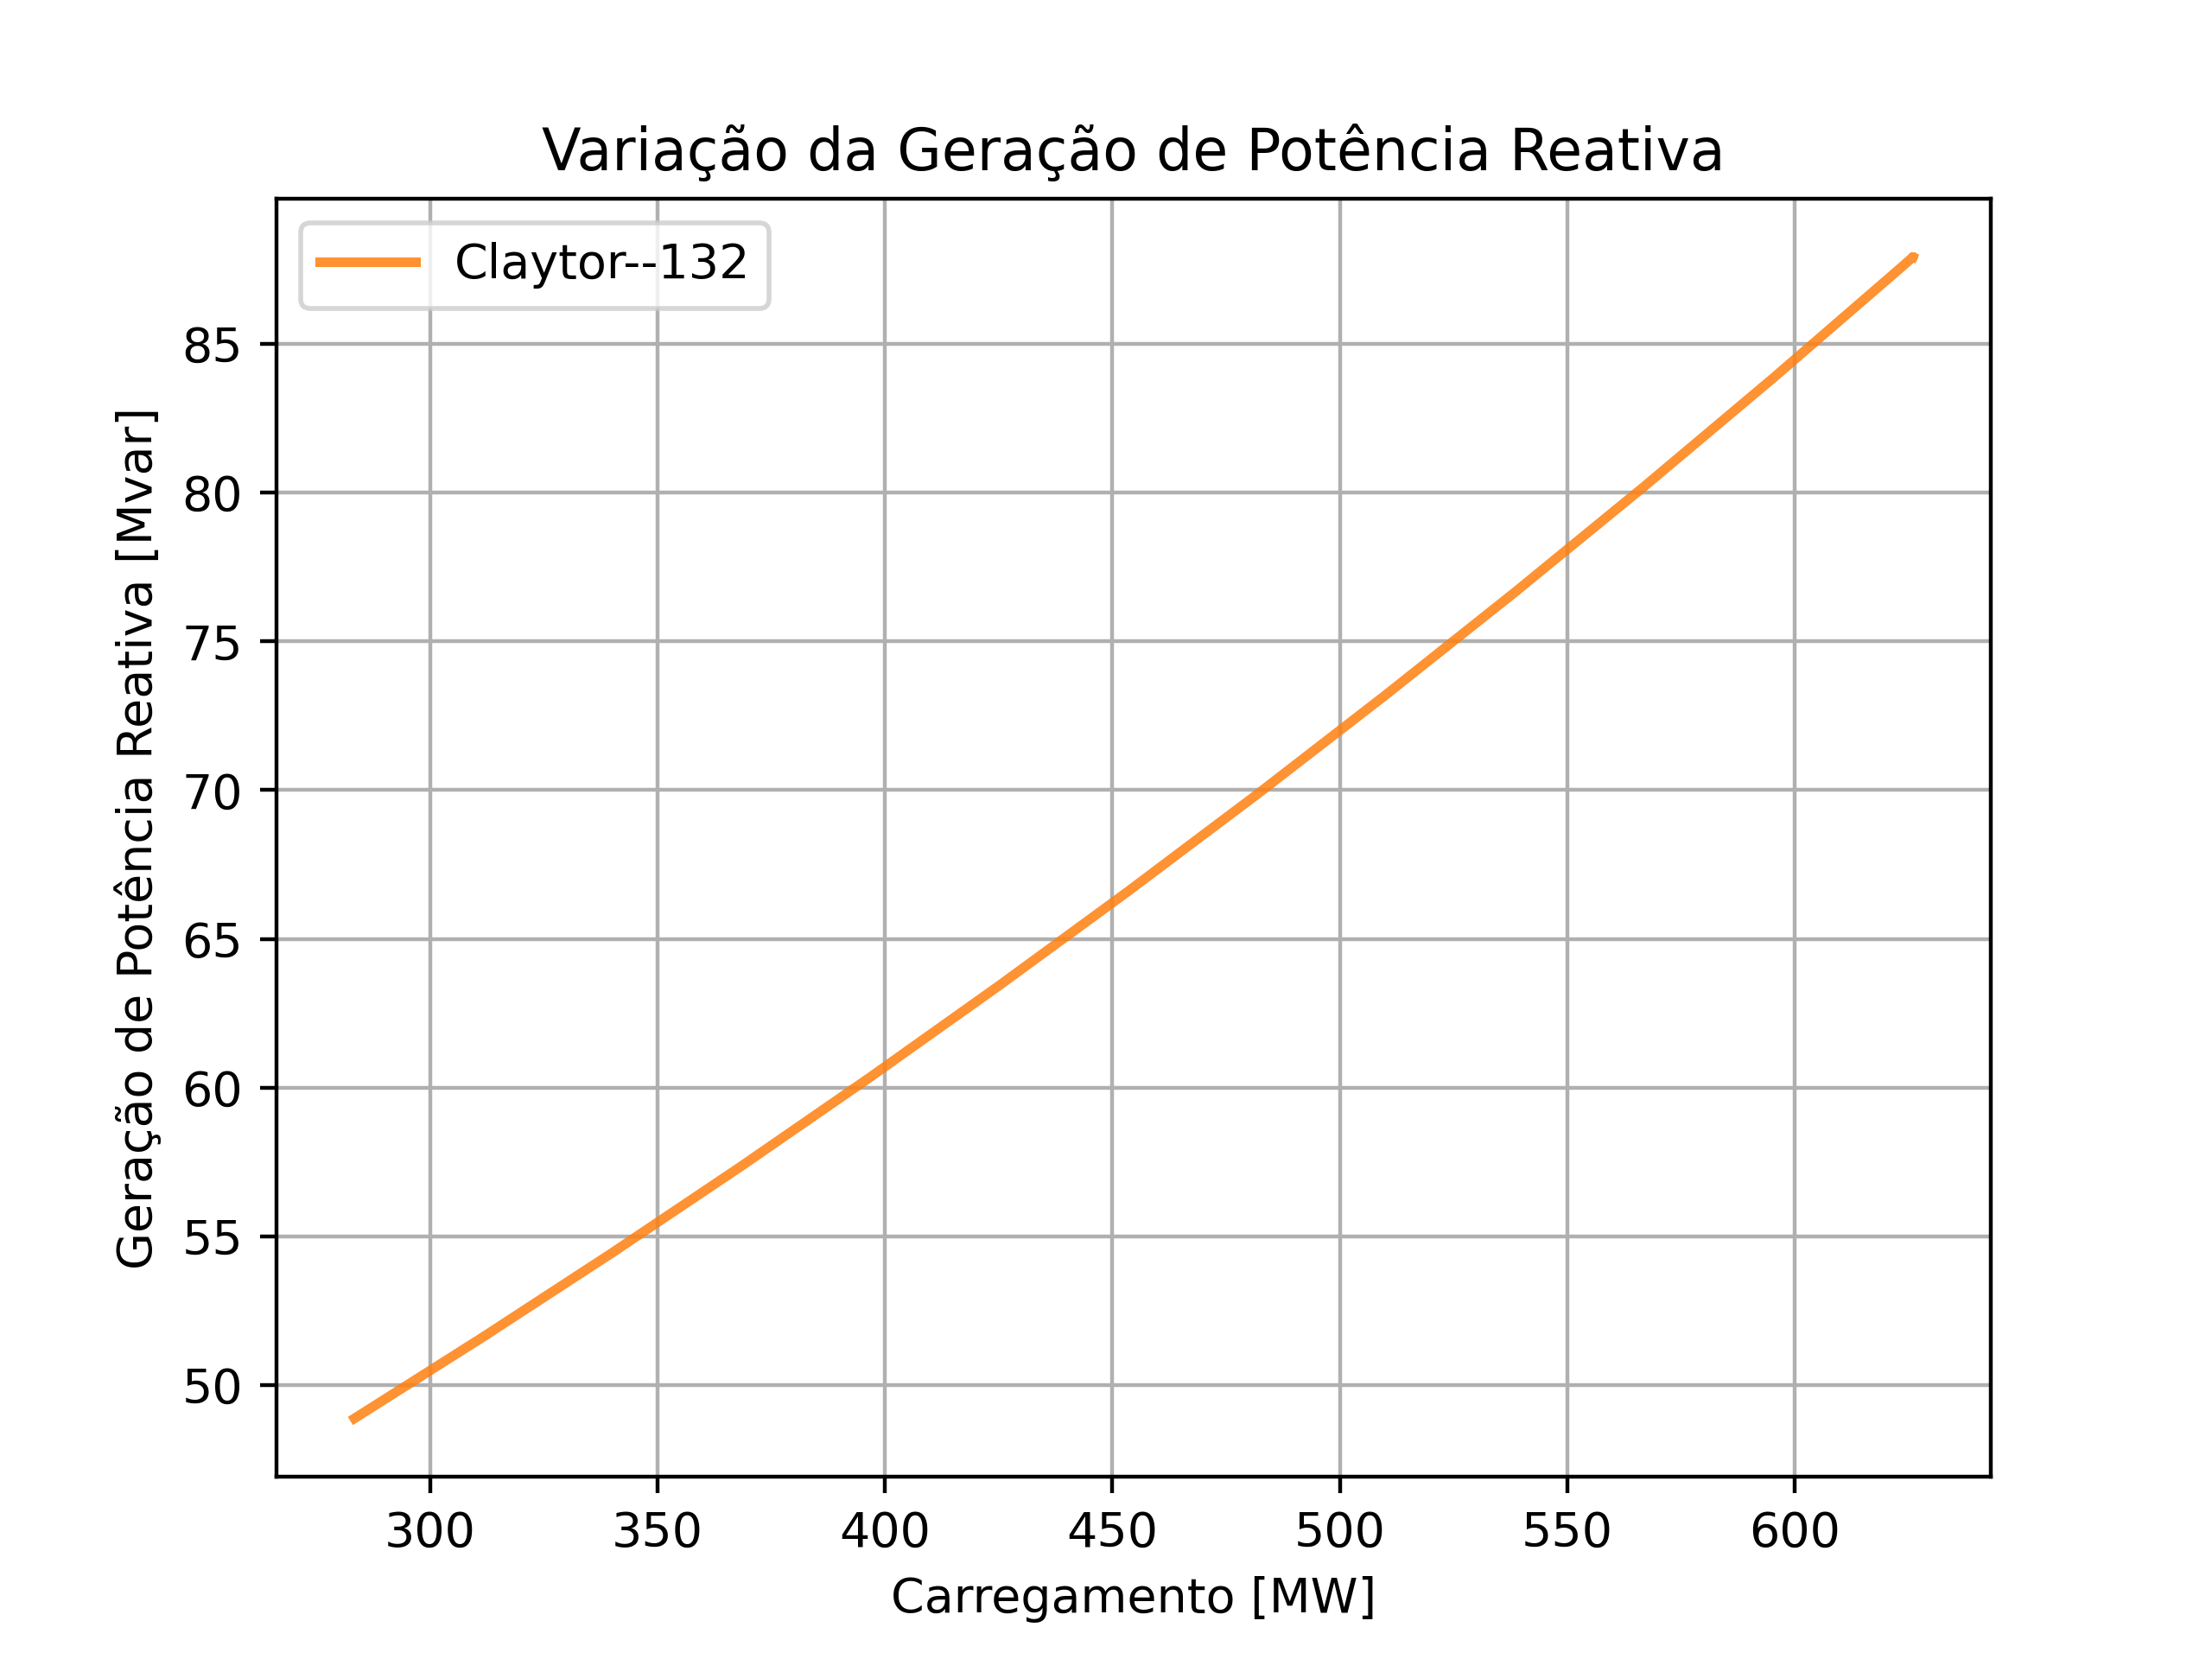 Variação da Geração de Potência Reativa
Claytor--132
Geração de Potência Reativa [Mvar]
85
80
75
70
65
60
55
50
300 350 400 450 500 550 600
Carregamento [MW]